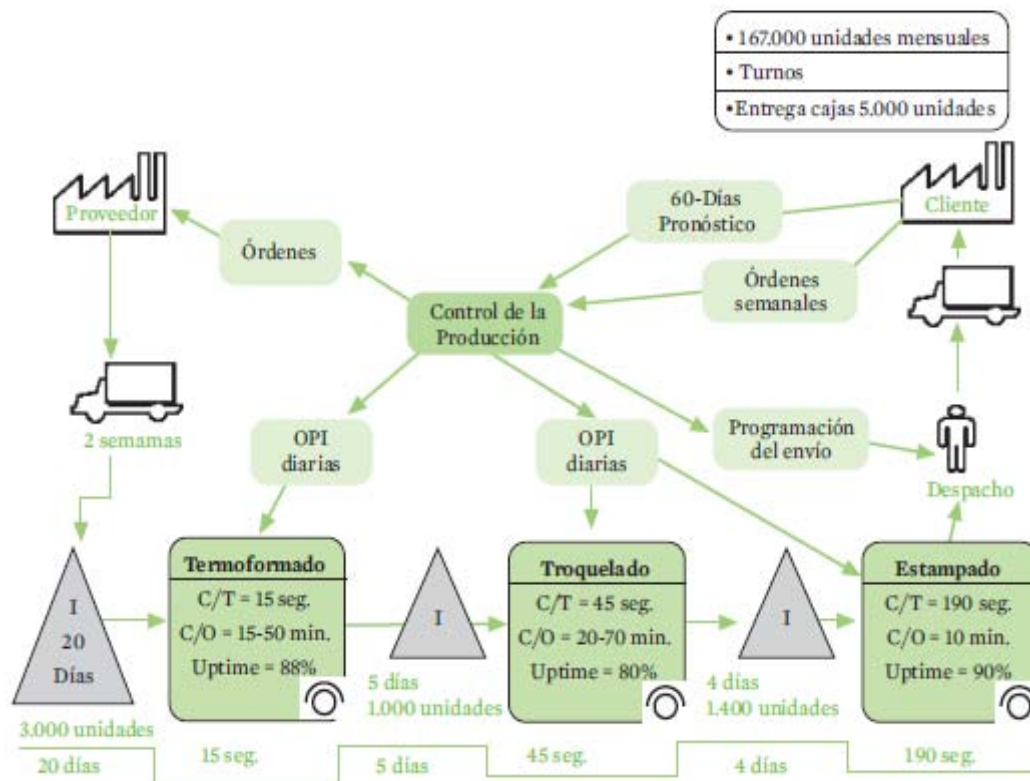 • 167.000 unidades mensuales
• Turnos
•Entrega cajas 5.000 unidades
Proveedor
Órdenes
60-Días
Pronóstico
Cliente
Órdenes
semanales
Control de la
Producción
2 semamas
OPI
diarias
OPI
diarias
Programación
del envío
Despacho
I
20
Días
3.000 unidades
Termoformado
C/T = 15 seg.
C/O = 15-50 min.
Uptime = 88%
I
5 días
1.000 unidades
Troquelado
C/T = 45 seg.
C/O = 20-70 min.
Uptime = 80%
I
4 días
1.400 unidades
Estampado
C/T = 190 seg.
C/O = 10 min.
Uptime = 90%
20 días
15 seg.
5 días
45 seg.
4 días
190 seg.